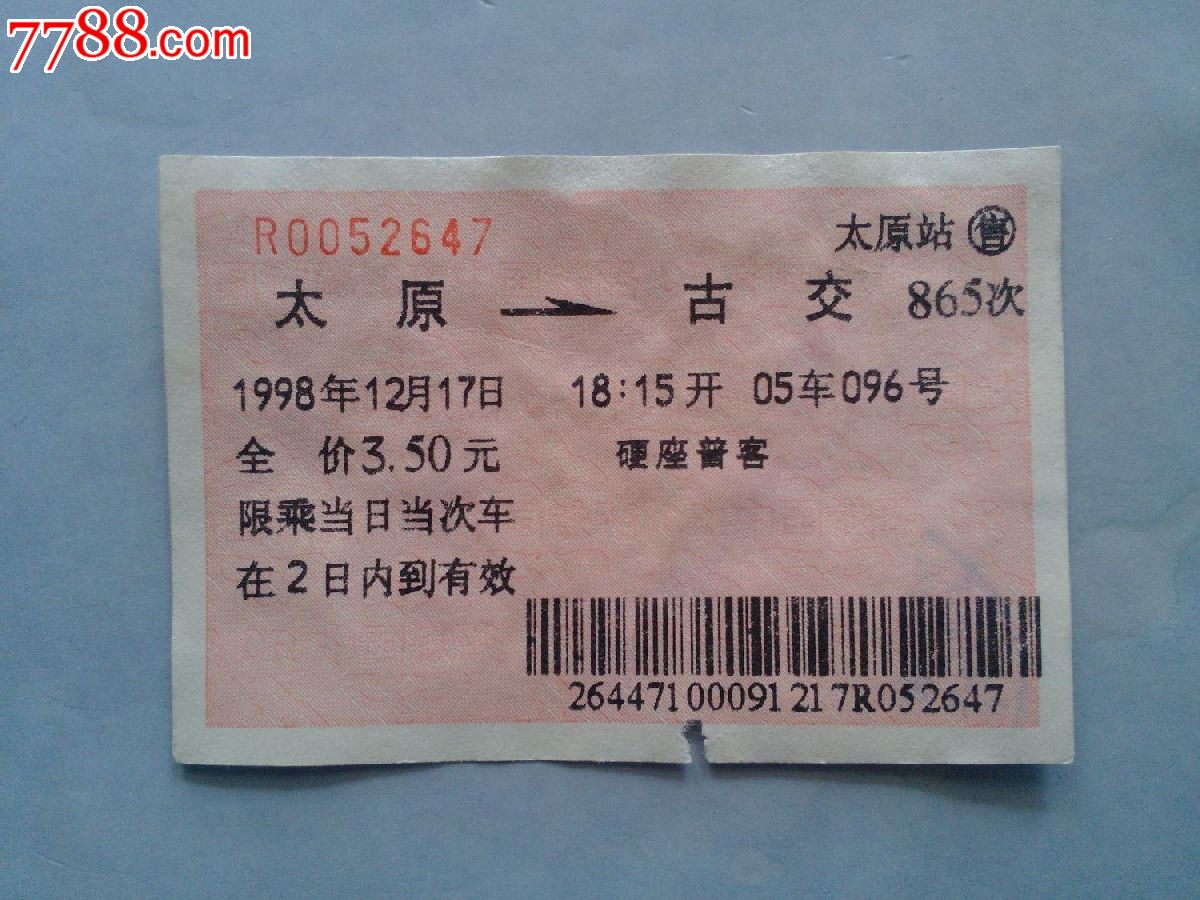 7788.com
R0052647
太原站 售
太原 → 古交 865次
1998年12月17日 18:15开 05车096号
全 价3.50元 硬座普客
限乘当日当次车
在2日内到有效
26447100091217R052647